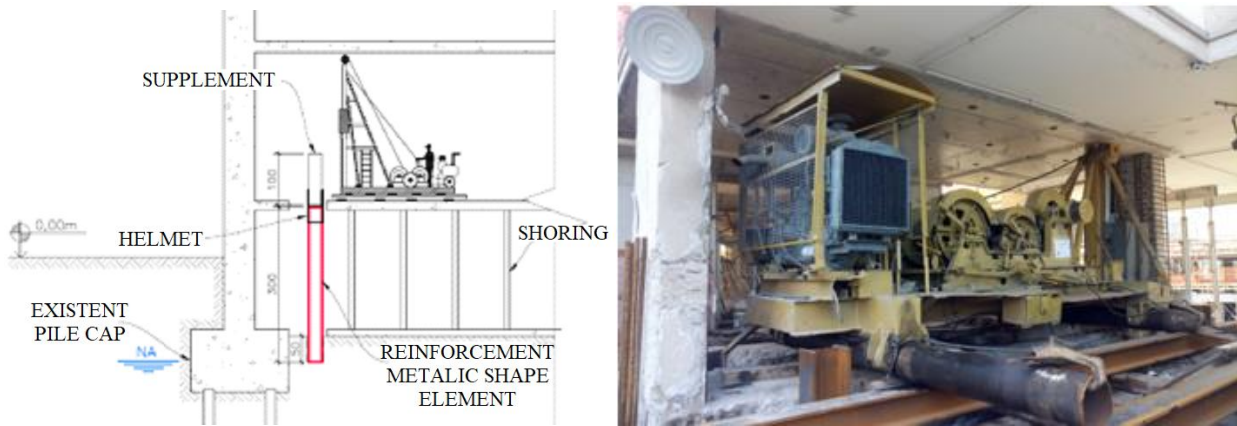 SUPPLEMENT
100
0,00m
HELMET
SHORING
300
EXISTENT
PILE CAP
NA
50
REINFORCEMENT
METALIC SHAPE
ELEMENT